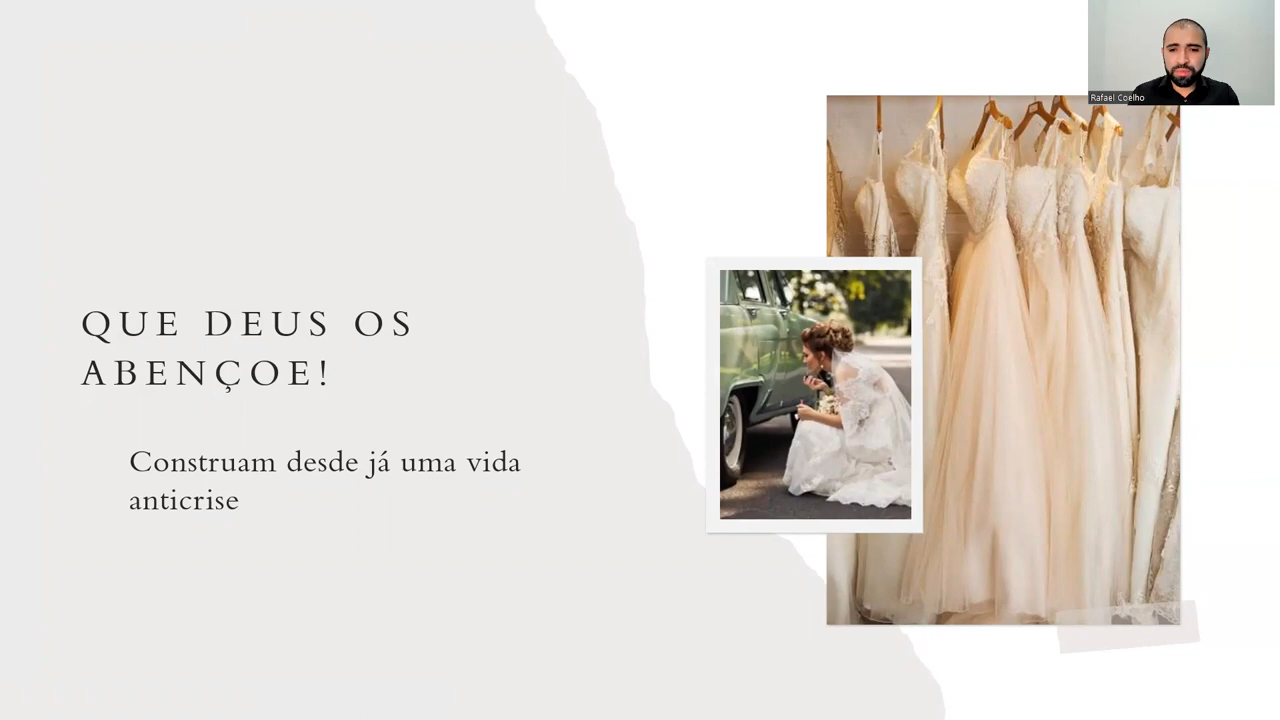 Rafael Coelho
QUE DEUS OS
ABENÇOE!
Construam desde já uma vida
anticrise